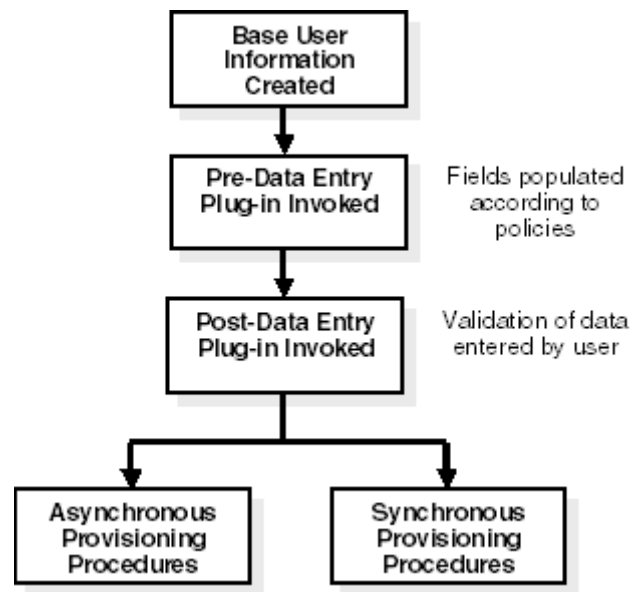 Base User
Information
Created
Pre-Data Entry
Plug-in Invoked
Fields populated
according to
policies
Post-Data Entry
Plug-in Invoked
Validation of data
entered by user
Asynchronous
Provisioning
Procedures
Synchronous
Provisioning
Procedures